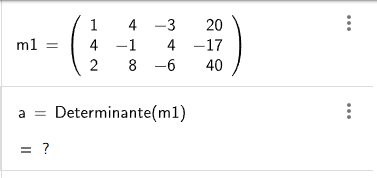 m1 = ( 1 4 −3 20
4 −1 4 −17
2 8 −6 40 )
a = Determinante(m1)
= ?